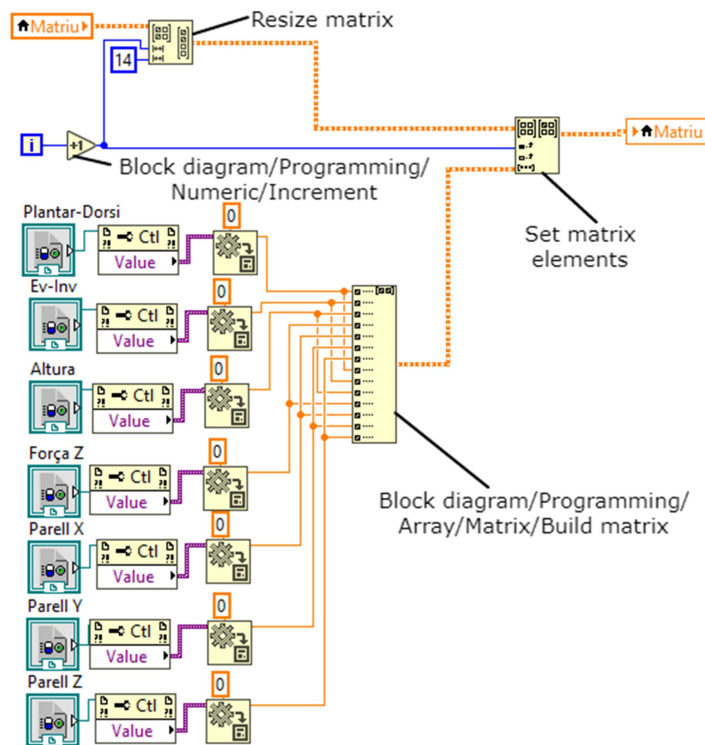 Matriu
Resize matrix
14
i
+1
Matriu
Block diagram/Programming/
Numeric/Increment
Set matrix
elements
Plantar-Dorsi
Ctl
Value
0
Ev-Inv
Ctl
Value
0
Altura
Ctl
Value
0
Força Z
Ctl
Value
0
Block diagram/Programming/
Array/Matrix/Build matrix
Parell X
Ctl
Value
0
Parell Y
Ctl
Value
0
Parell Z
Ctl
Value
0